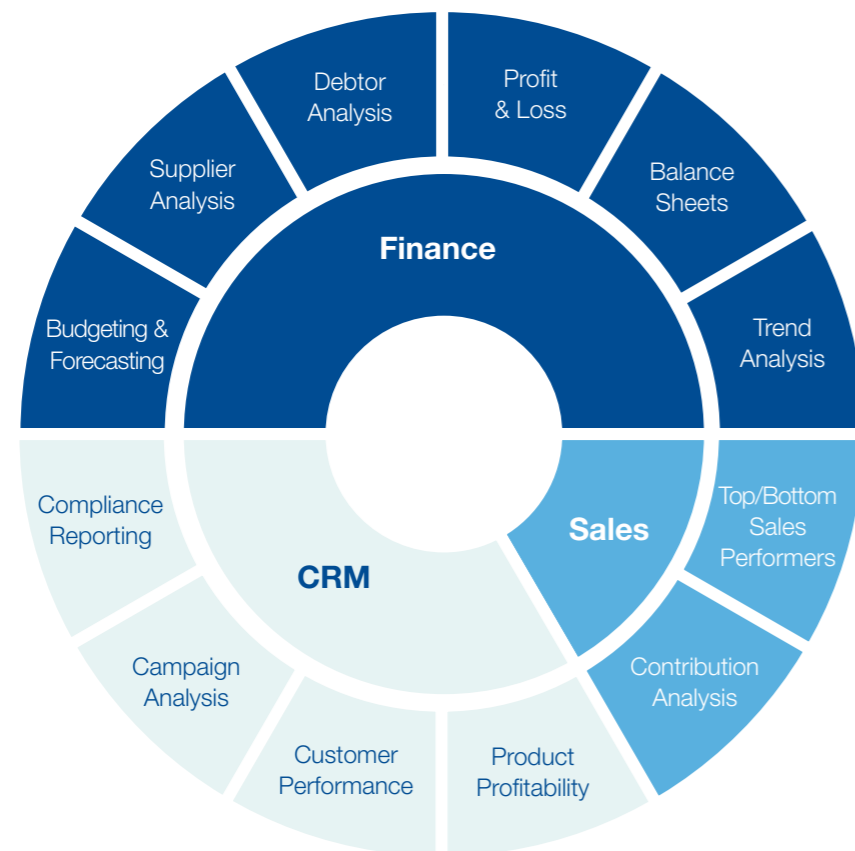 Debtor
Analysis
Profit
& Loss
Supplier
Analysis
Balance
Sheets
Finance
Budgeting &
Forecasting
Trend
Analysis
Compliance
Reporting
Top/Bottom
Sales
Performers
Sales
CRM
Campaign
Analysis
Contribution
Analysis
Customer
Performance
Product
Profitability